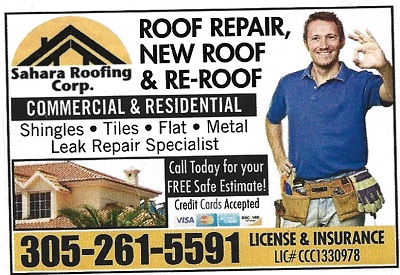 ROOF REPAIR,
NEW ROOF
& RE-ROOF
Sahara Roofing
Corp.
COMMERCIAL & RESIDENTIAL
Shingles • Tiles • Flat • Metal
Leak Repair Specialist
Call Today for your
FREE Safe Estimate!
Credit Cards Accepted
VISA
305-261-5591
LICENSE & INSURANCE
LIC# CCC1330978